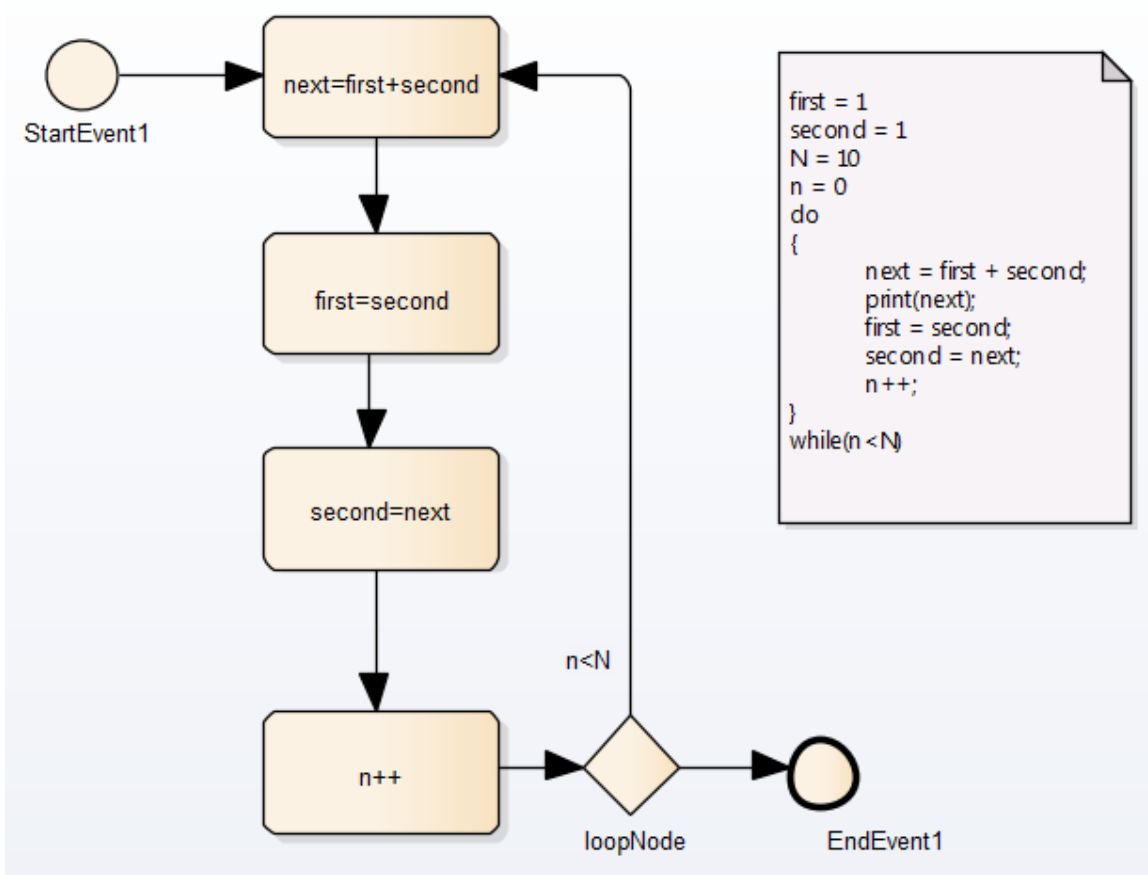 StartEvent1
next=first+second
first=second
second=next
n++
n<N
loopNode
EndEvent1
first = 1
second = 1
N = 10
n = 0
do
{
next = first + second;
print(next);
first = second;
second = next;
n++;
}
while(n<N)